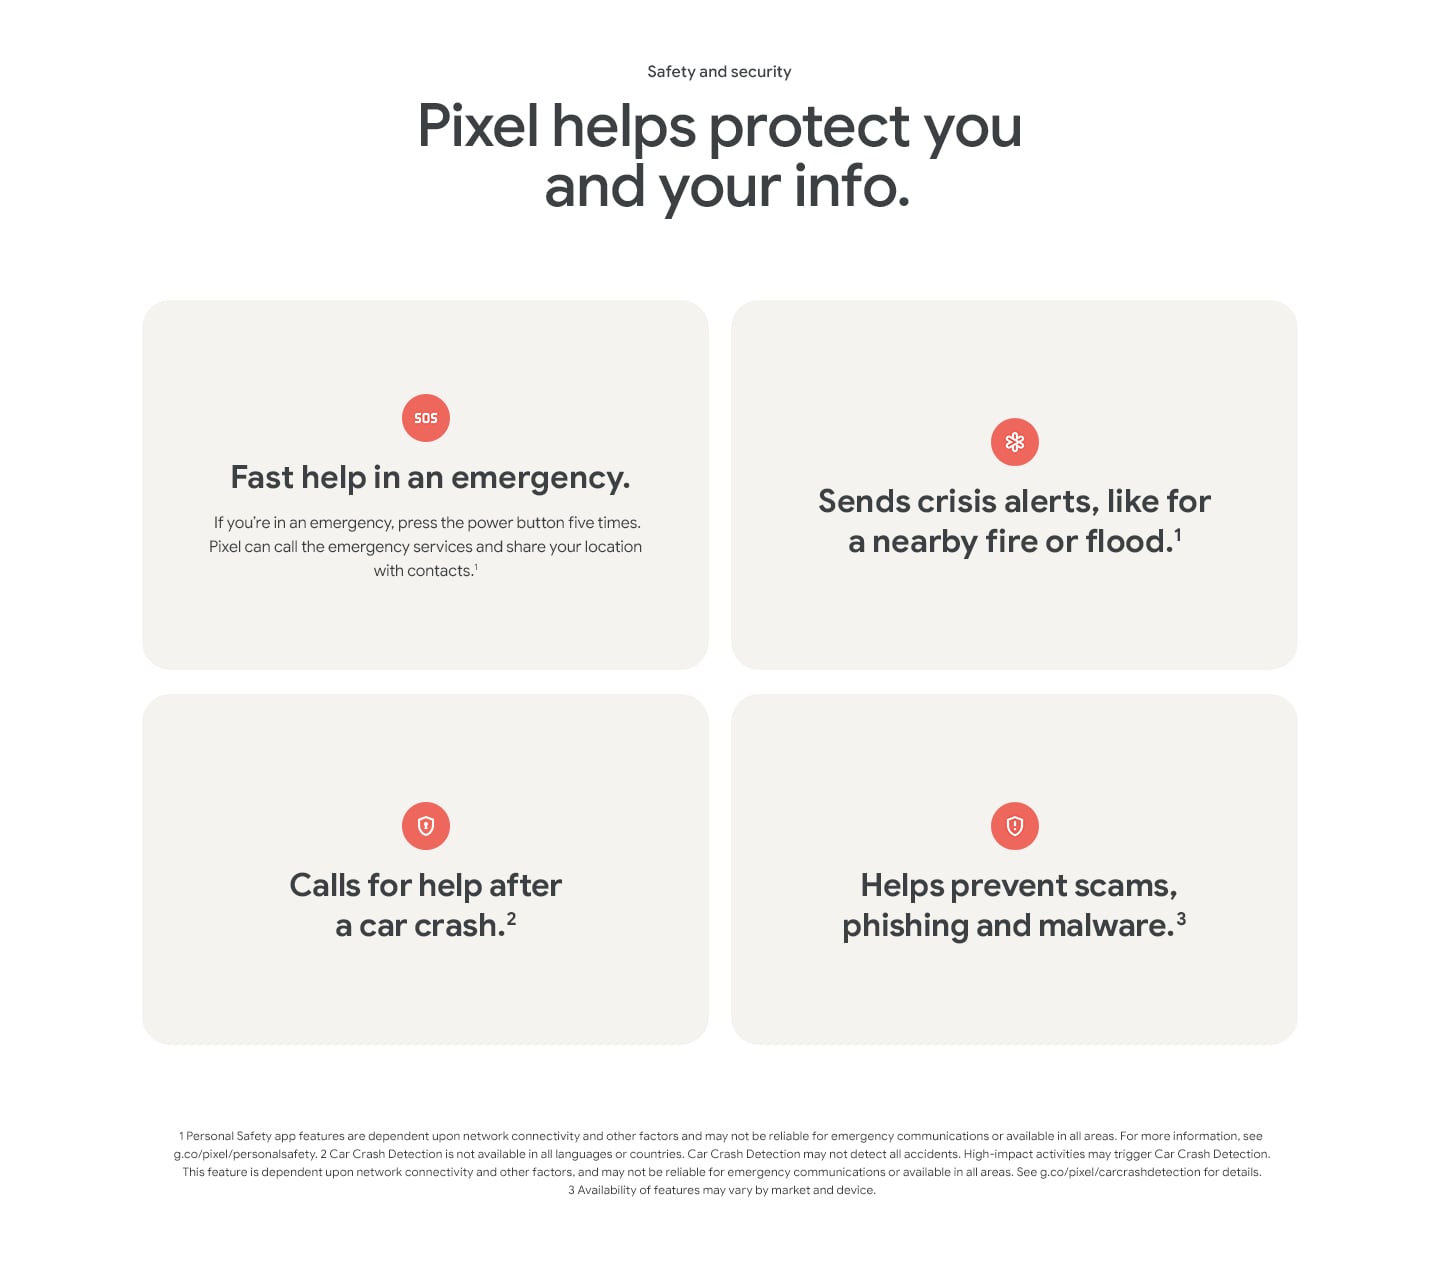 Safety and security
Pixel helps protect you
and your info.
SOS
Fast help in an emergency.
If you’re in an emergency, press the power button five times.
Pixel can call the emergency services and share your location
with contacts.¹
Sends crisis alerts, like for
a nearby fire or flood.¹
Calls for help after
a car crash.²
Helps prevent scams,
phishing and malware.³
1 Personal Safety app features are dependent upon network connectivity and other factors and may not be reliable for emergency communications or available in all areas. For more information, see
g.co/pixel/personalsafety. 2 Car Crash Detection is not available in all languages or countries. Car Crash Detection may not detect all accidents. High-impact activities may trigger Car Crash Detection.
This feature is dependent upon network connectivity and other factors, and may not be reliable for emergency communications or available in all areas. See g.co/pixel/carcrashdetection for details.
3 Availability of features may vary by market and device.